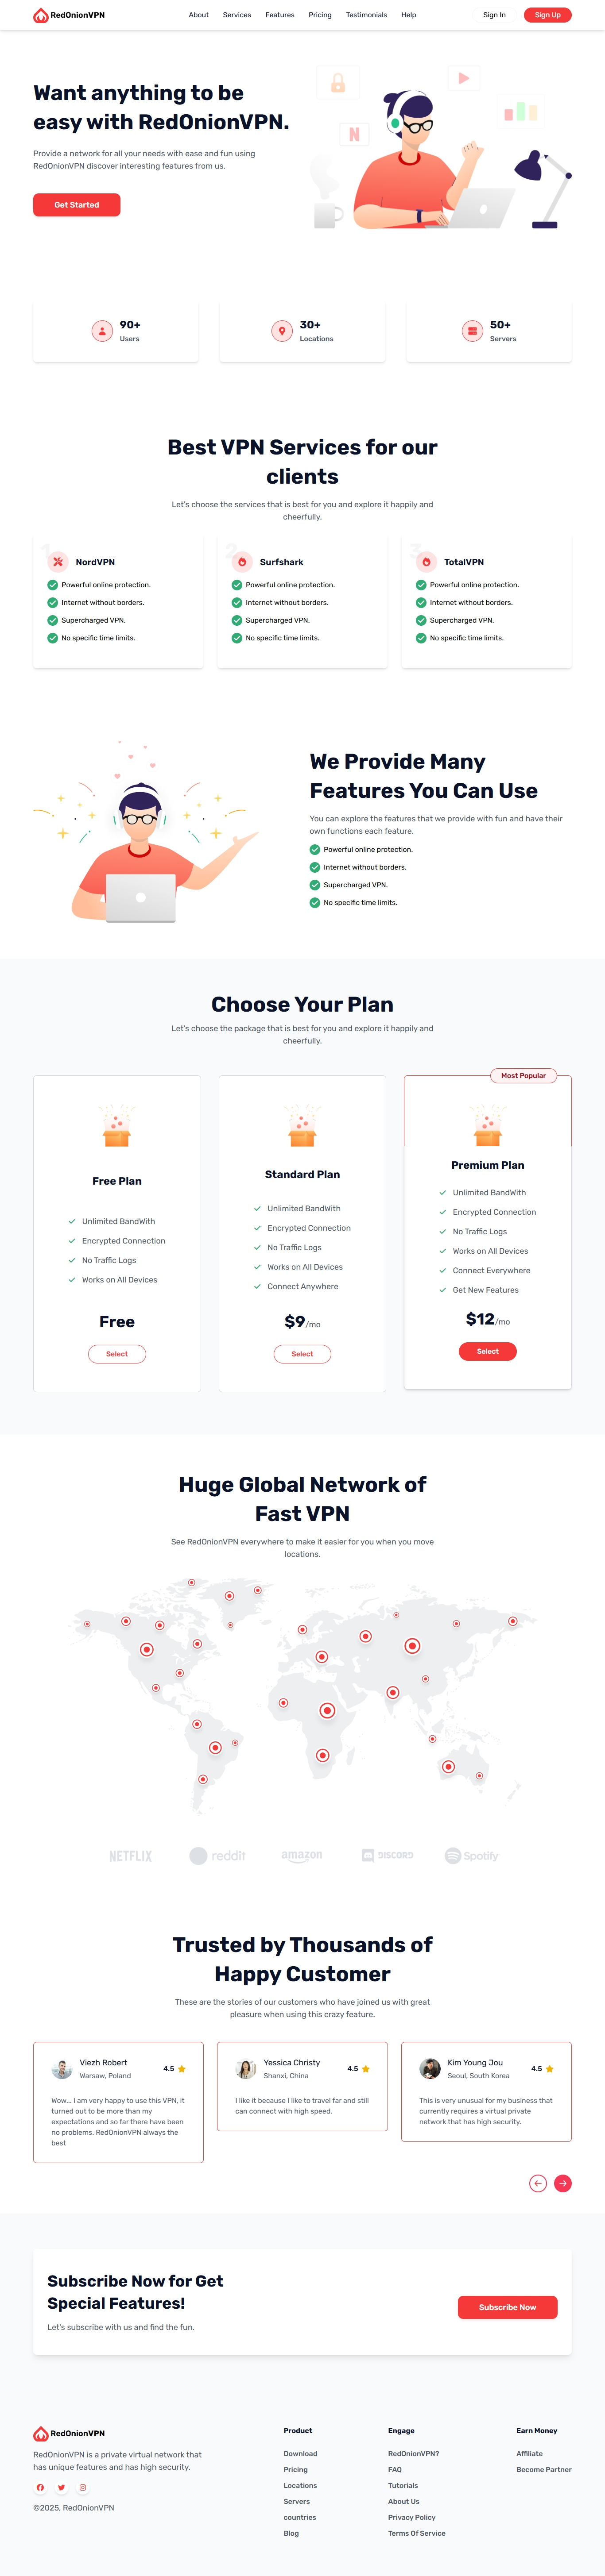 RedOnionVPN
About Services Features Pricing Testimonials Help
Sign In Sign Up
Want anything to be
easy with RedOnionVPN.
Provide a network for all your needs with ease and fun using
RedOnionVPN discover interesting features from us.
Get Started
N
90+
Users
30+
Locations
50+
Servers
Best VPN Services for our
clients
Let's choose the services that is best for you and explore it happily and
cheerfully.
1
NordVPN
Powerful online protection.
Internet without borders.
Supercharged VPN.
No specific time limits.
2
Surfshark
Powerful online protection.
Internet without borders.
Supercharged VPN.
No specific time limits.
3
TotalVPN
Powerful online protection.
Internet without borders.
Supercharged VPN.
No specific time limits.
We Provide Many
Features You Can Use
You can explore the features that we provide with fun and have their
own functions each feature.
Powerful online protection.
Internet without borders.
Supercharged VPN.
No specific time limits.
Choose Your Plan
Let's choose the package that is best for you and explore it happily and
cheerfully.
Free Plan
Unlimited BandWith
Encrypted Connection
No Traffic Logs
Works on All Devices
Free
Select
Standard Plan
Unlimited BandWith
Encrypted Connection
No Traffic Logs
Works on All Devices
Connect Anywhere
$9/mo
Select
Most Popular
Premium Plan
Unlimited BandWith
Encrypted Connection
No Traffic Logs
Works on All Devices
Connect Everywhere
Get New Features
$12/mo
Select
Huge Global Network of
Fast VPN
See RedOnionVPN everywhere to make it easier for you when you move
locations.
NETFLIX reddit amazon DISCORD Spotify
Trusted by Thousands of
Happy Customer
These are the stories of our customers who have joined us with great
pleasure when using this crazy feature.
Viezh Robert
Warsaw, Poland
4.5
Wow... I am very happy to use this VPN, it
turned out to be more than my
expectations and so far there have been
no problems. RedOnionVPN always the
best
Yessica Christy
Shanxi, China
4.5
I like it because I like to travel far and still
can connect with high speed.
Kim Young Jou
Seoul, South Korea
4.5
This is very unusual for my business that
currently requires a virtual private
network that has high security.
Subscribe Now for Get
Special Features!
Let's subscribe with us and find the fun.
Subscribe Now
RedOnionVPN
RedOnionVPN is a private virtual network that
has unique features and has high security.
©2025, RedOnionVPN
Product
Download
Pricing
Locations
Servers
countries
Blog
Engage
RedOnionVPN?
FAQ
Tutorials
About Us
Privacy Policy
Terms Of Service
Earn Money
Affiliate
Become Partner